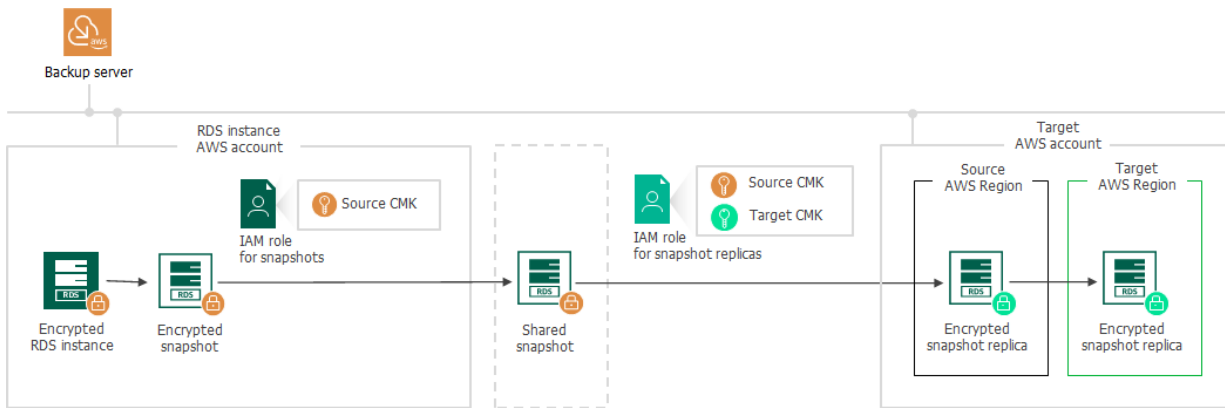 aws
Backup server
RDS instance
AWS account
Target
AWS account
Source CMK
IAM role
for snapshots
Source CMK
Target CMK
IAM role
for snapshot replicas
Source
AWS Region
Target
AWS Region
RDS
RDS
RDS
RDS
RDS
Encrypted
RDS instance
Encrypted
snapshot
Shared
snapshot
Encrypted
snapshot replica
Encrypted
snapshot replica